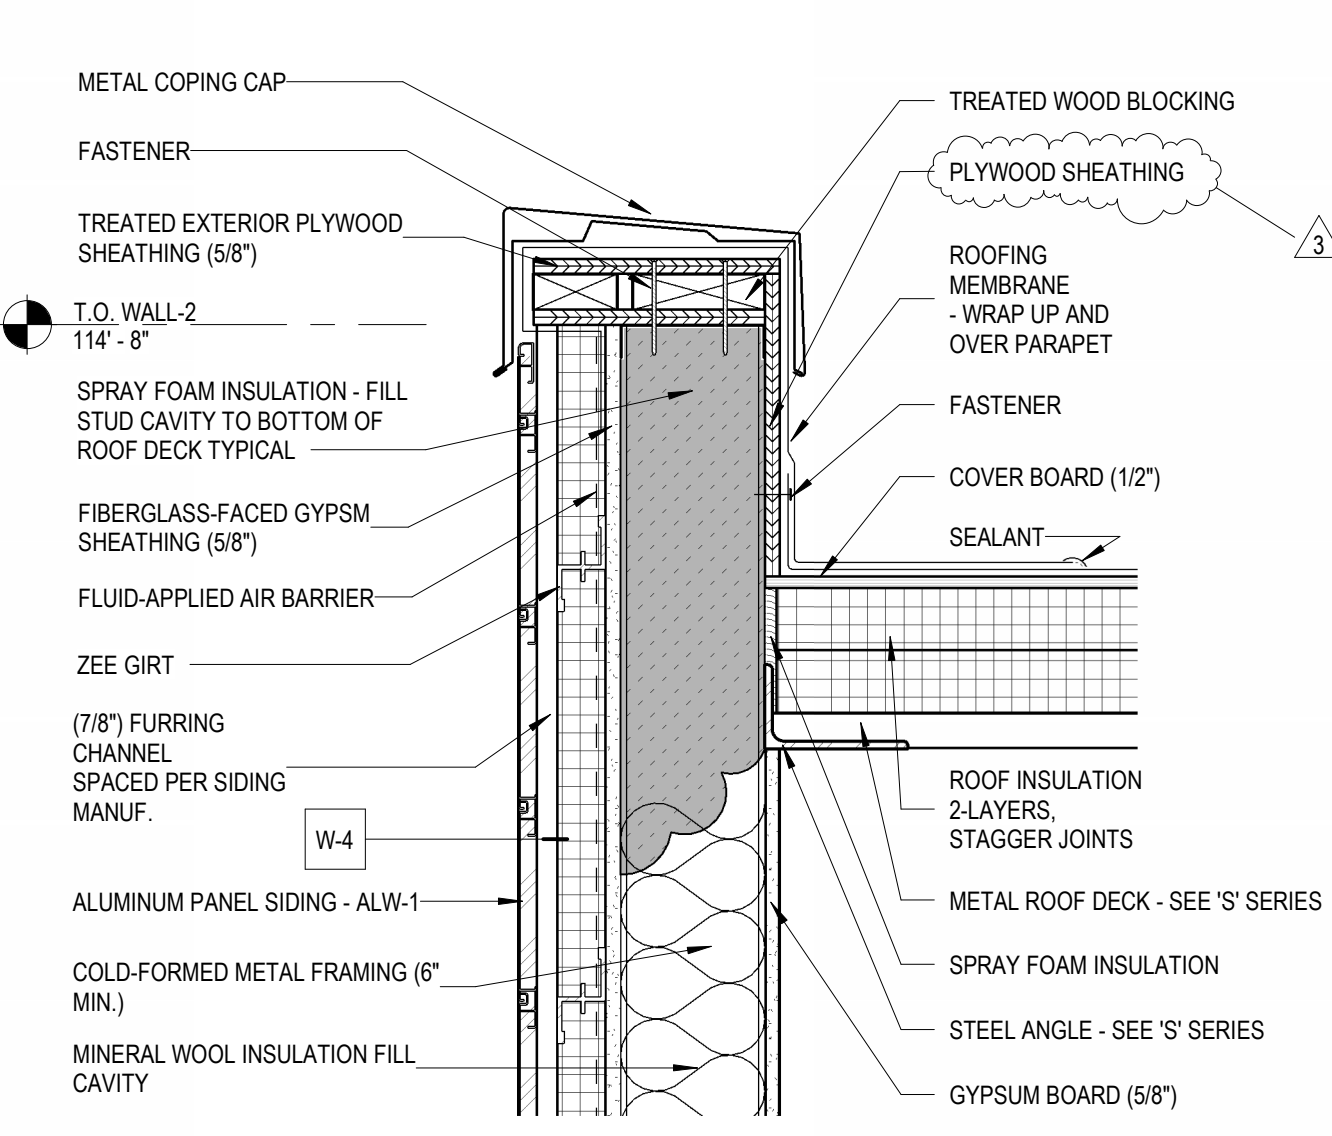 METAL COPING CAP
FASTENER
TREATED EXTERIOR PLYWOOD
SHEATHING (5/8")
T.O. WALL-2
114' - 8"
SPRAY FOAM INSULATION - FILL
STUD CAVITY TO BOTTOM OF
ROOF DECK TYPICAL
FIBERGLASS-FACED GYPSM
SHEATHING (5/8")
FLUID-APPLIED AIR BARRIER
ZEE GIRT
(7/8") FURRING
CHANNEL
SPACED PER SIDING
MANUF.
W-4
ALUMINUM PANEL SIDING - ALW-1
COLD-FORMED METAL FRAMING (6"
MIN.)
MINERAL WOOL INSULATION FILL
CAVITY
TREATED WOOD BLOCKING
PLYWOOD SHEATHING
3
ROOFING
MEMBRANE
- WRAP UP AND
OVER PARAPET
FASTENER
COVER BOARD (1/2")
SEALANT
ROOF INSULATION
2-LAYERS,
STAGGER JOINTS
METAL ROOF DECK - SEE 'S' SERIES
SPRAY FOAM INSULATION
STEEL ANGLE - SEE 'S' SERIES
GYPSUM BOARD (5/8")